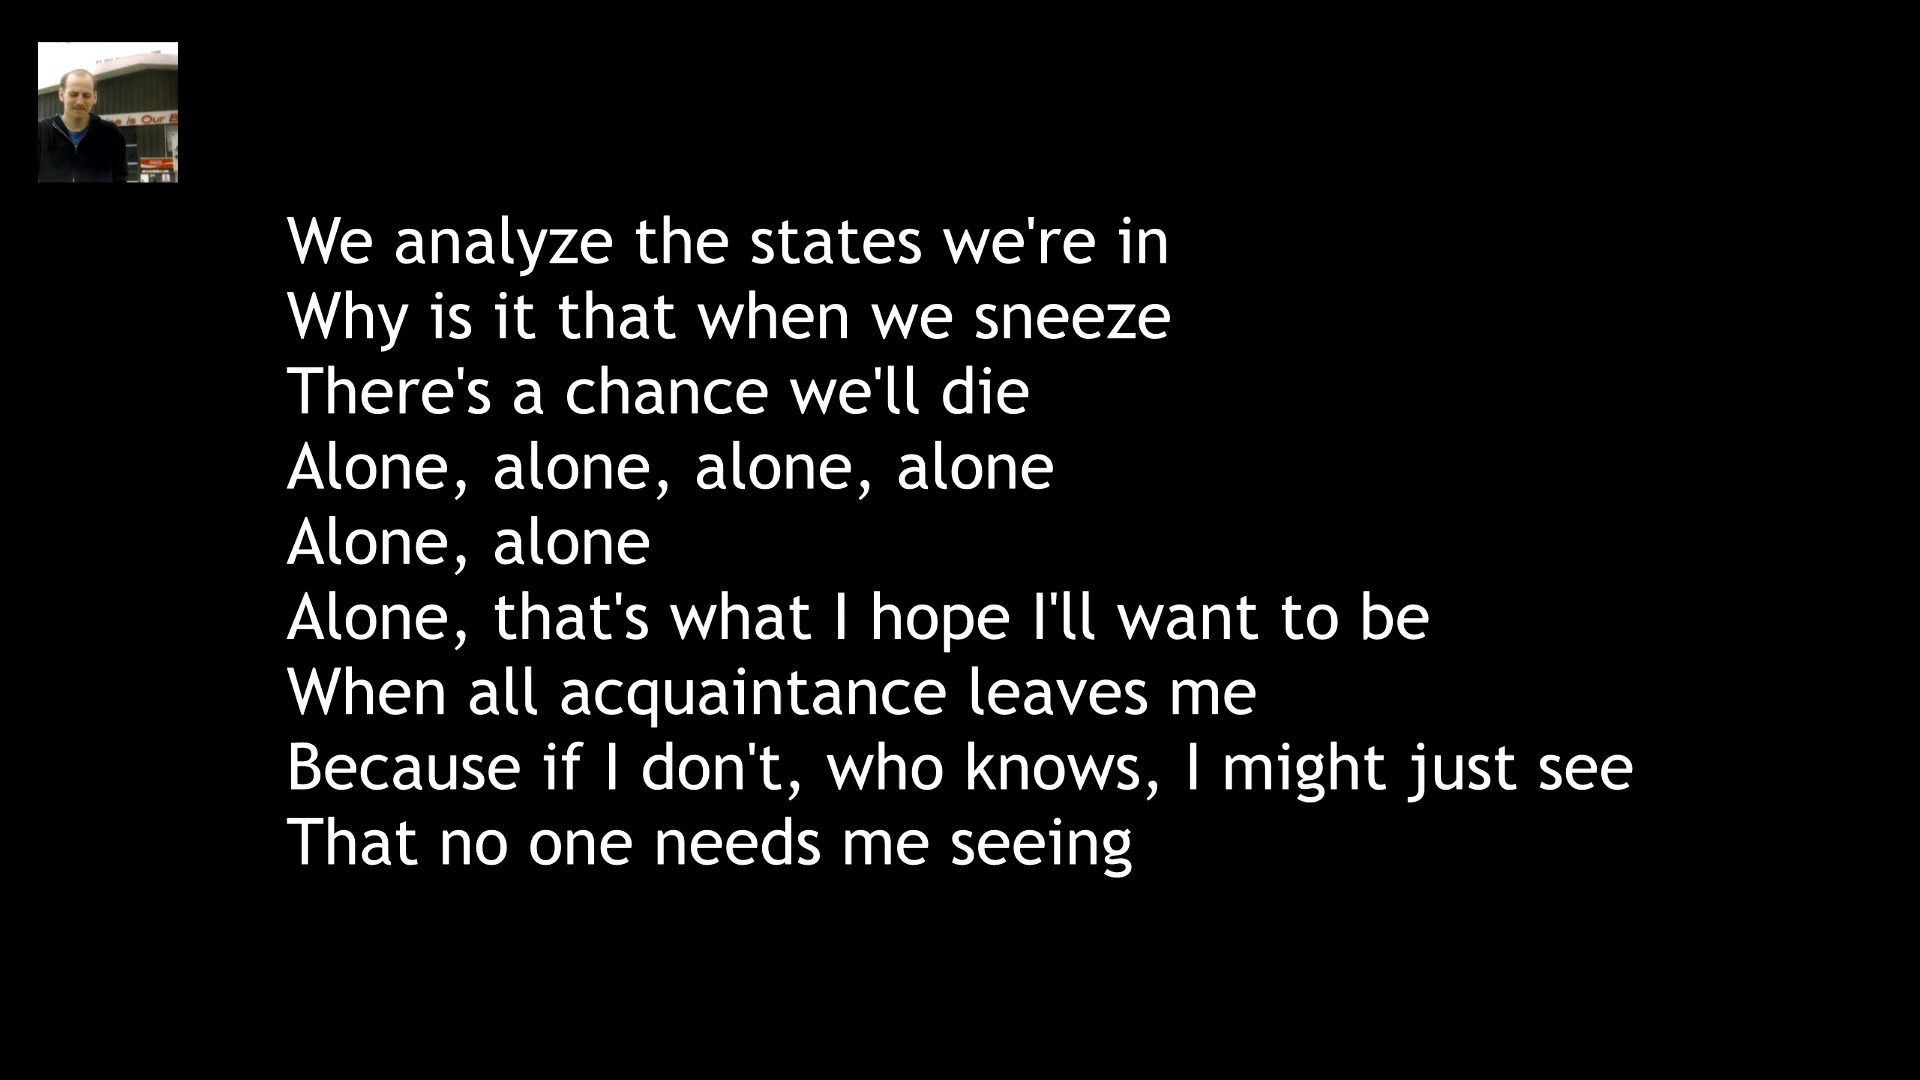 e is Our B
We analyze the states we're in
Why is it that when we sneeze
There's a chance we'll die
Alone, alone, alone, alone
Alone, alone
Alone, that's what I hope I'll want to be
When all acquaintance leaves me
Because if I don't, who knows, I might just see
That no one needs me seeing